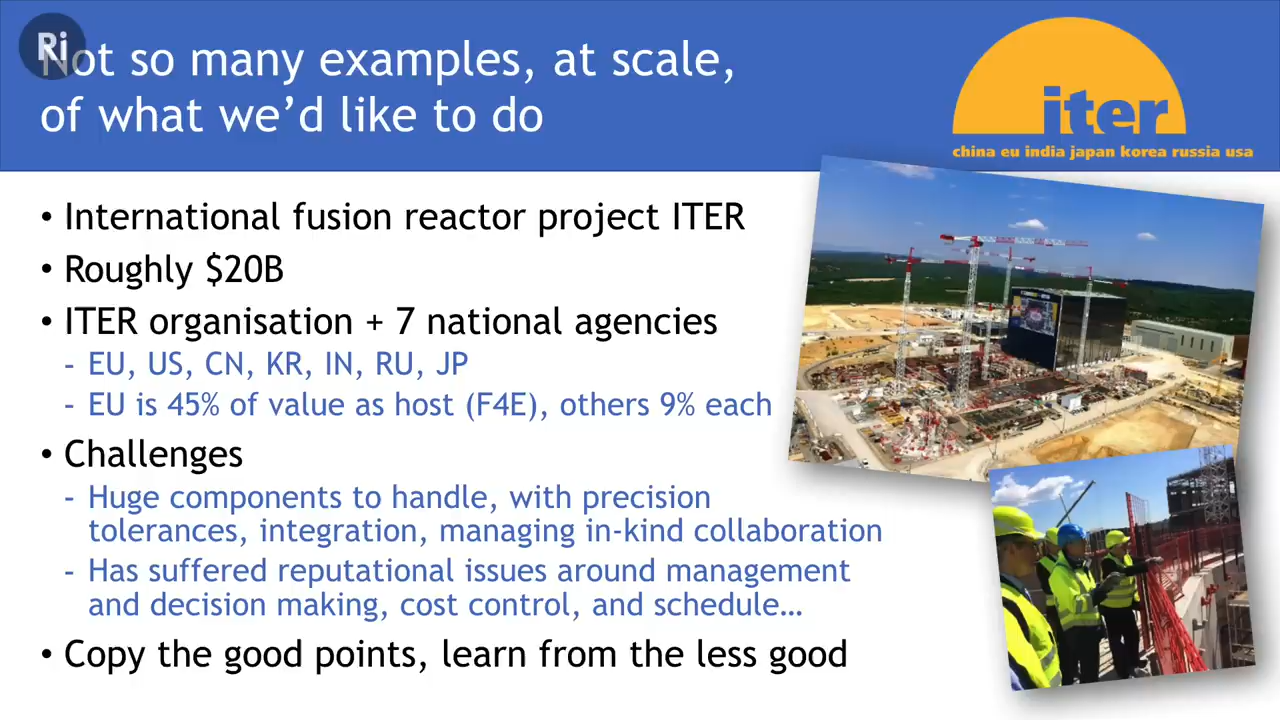 Ri
Not so many examples, at scale,
of what we'd like to do
iter
china eu india japan korea russia usa
• International fusion reactor project ITER
• Roughly $20B
• ITER organisation + 7 national agencies
- EU, US, CN, KR, IN, RU, JP
- EU is 45% of value as host (F4E), others 9% each
• Challenges
- Huge components to handle, with precision
tolerances, integration, managing in-kind collaboration
- Has suffered reputational issues around management
and decision making, cost control, and schedule…
• Copy the good points, learn from the less good